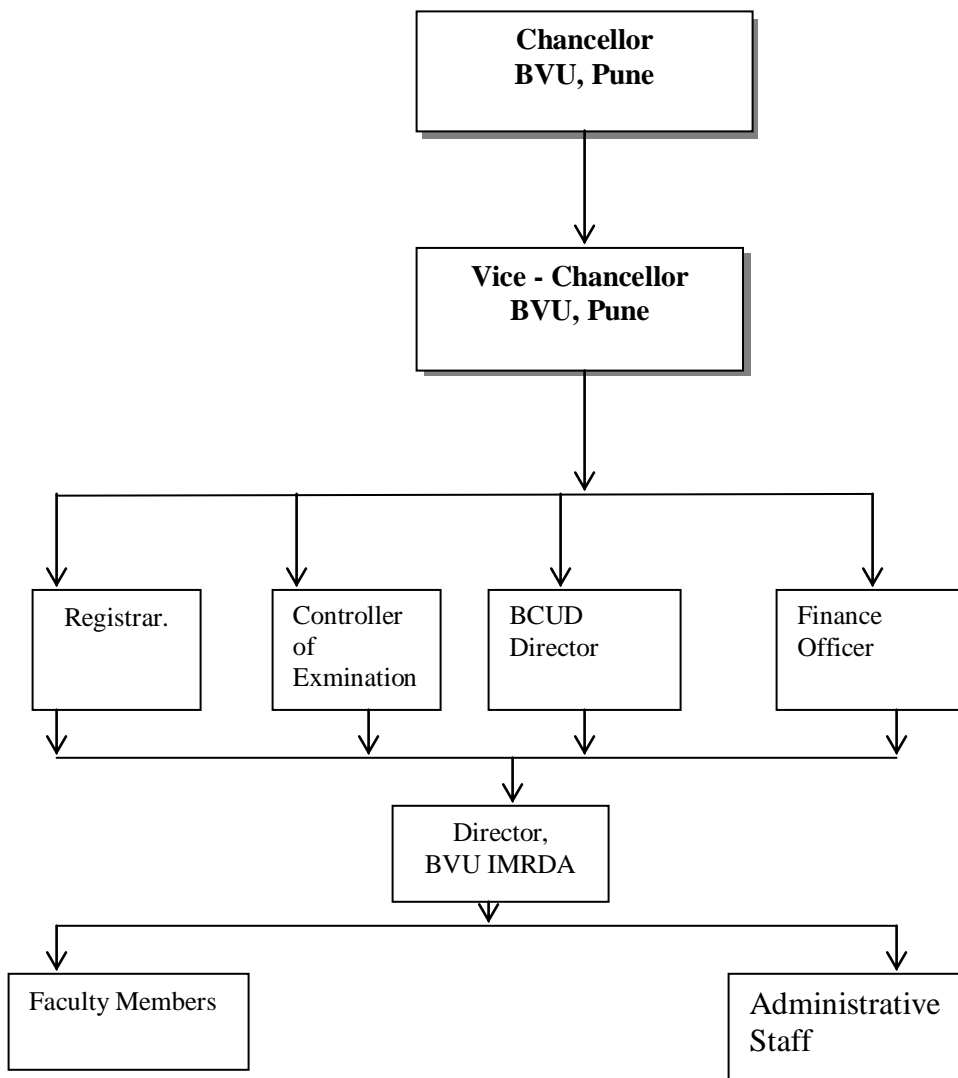 Chancellor
BVU, Pune
Vice - Chancellor
BVU, Pune
Registrar.
Controller
of
Exmination
BCUD
Director
Finance
Officer
Director,
BVU IMRDA
Faculty Members
Administrative
Staff